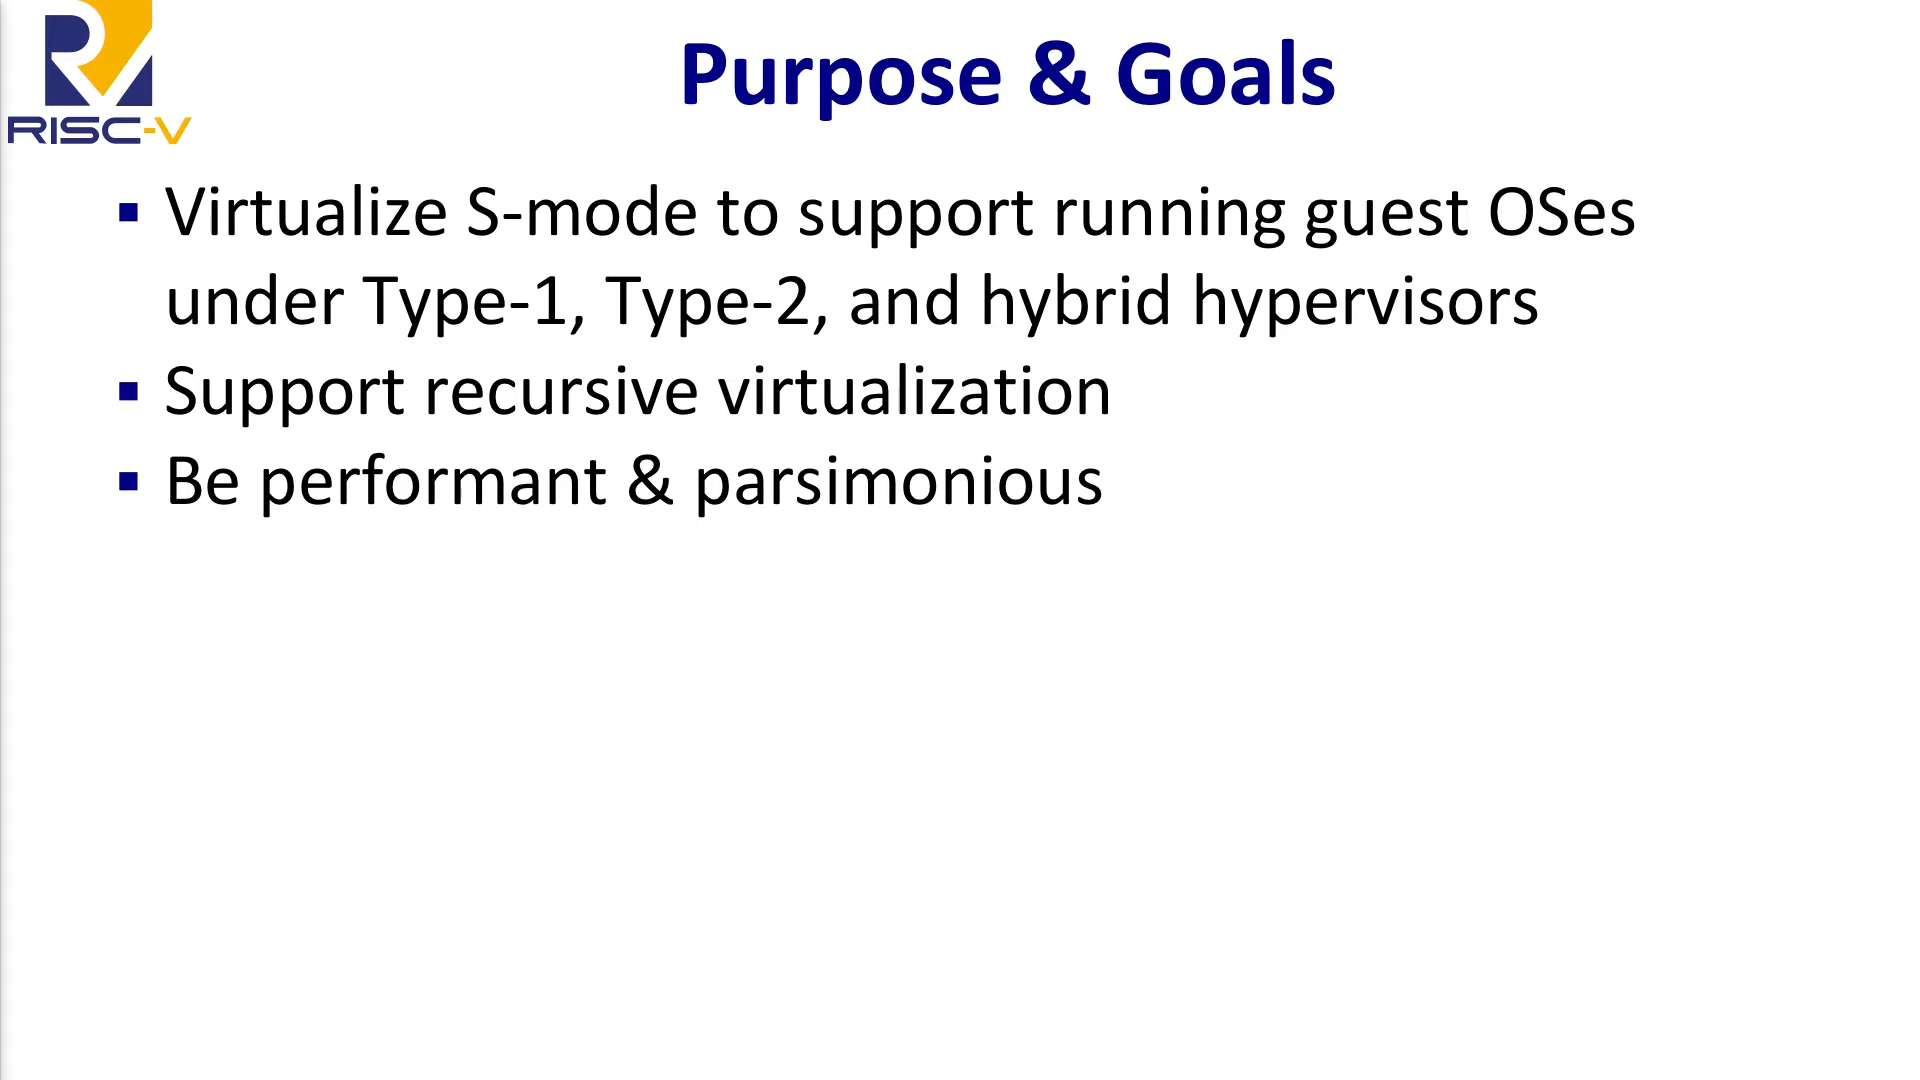 RISC-V
Purpose & Goals
▪ Virtualize S-mode to support running guest OSes
under Type-1, Type-2, and hybrid hypervisors
▪ Support recursive virtualization
▪ Be performant & parsimonious